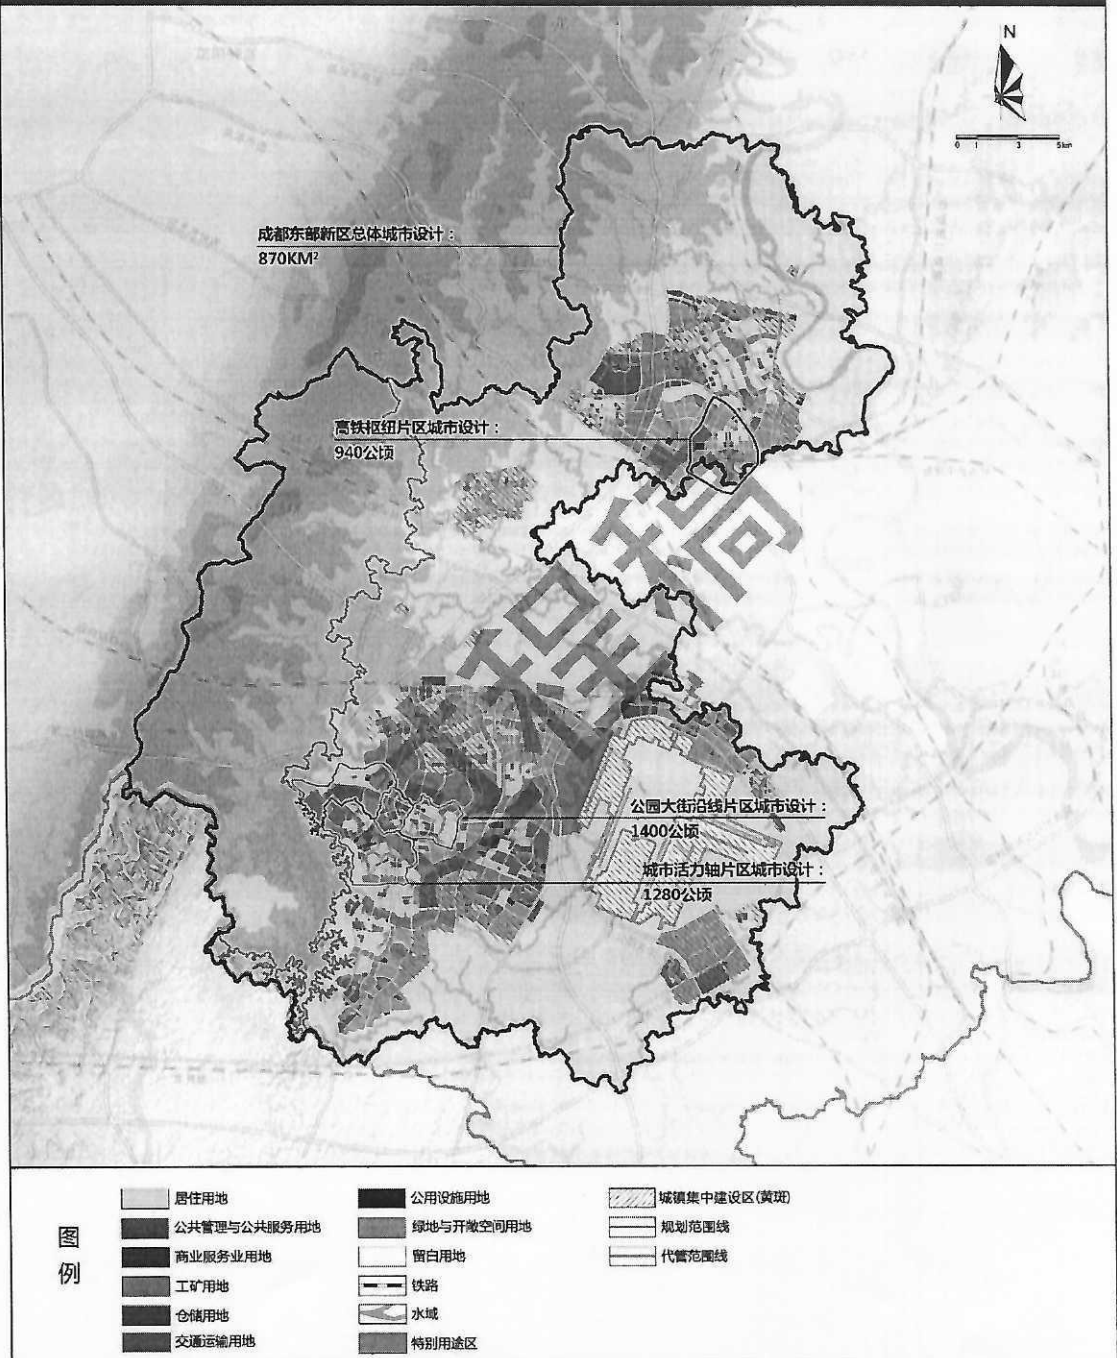 N
0 1 3 5km
成都东部新区总体城市设计：
870KM²
高铁枢纽片区城市设计：
940公顷
程稿
公园大街沿线片区城市设计：
1400公顷
城市活力轴片区城市设计：
1280公顷
图例
居住用地
公共管理与公共服务用地
商业服务业用地
工矿用地
仓储用地
交通运输用地
公用设施用地
绿地与开敞空间用地
留白用地
铁路
水域
特别用途区
城镇集中建设区(黄斑)
规划范围线
代管范围线